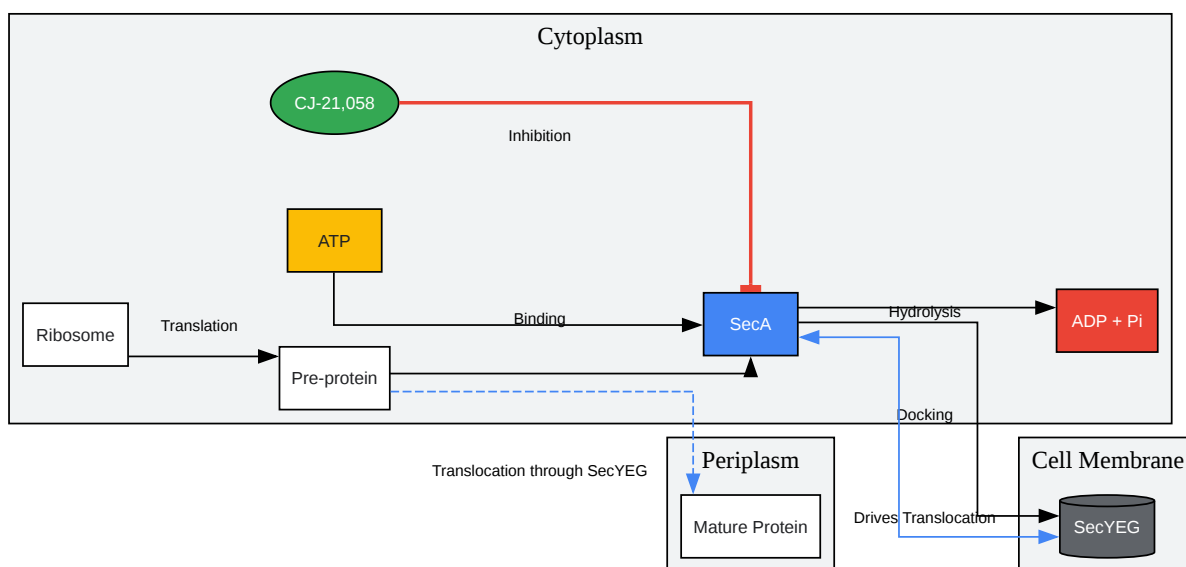 Cytoplasm
CJ-21,058
Inhibition
ATP
Ribosome
Translation
Binding
SecA
Hydrolysis
ADP + Pi
Pre-protein
Docking
Translocation through SecYEG
Periplasm
Cell Membrane
Mature Protein
Drives Translocation
SecYEG